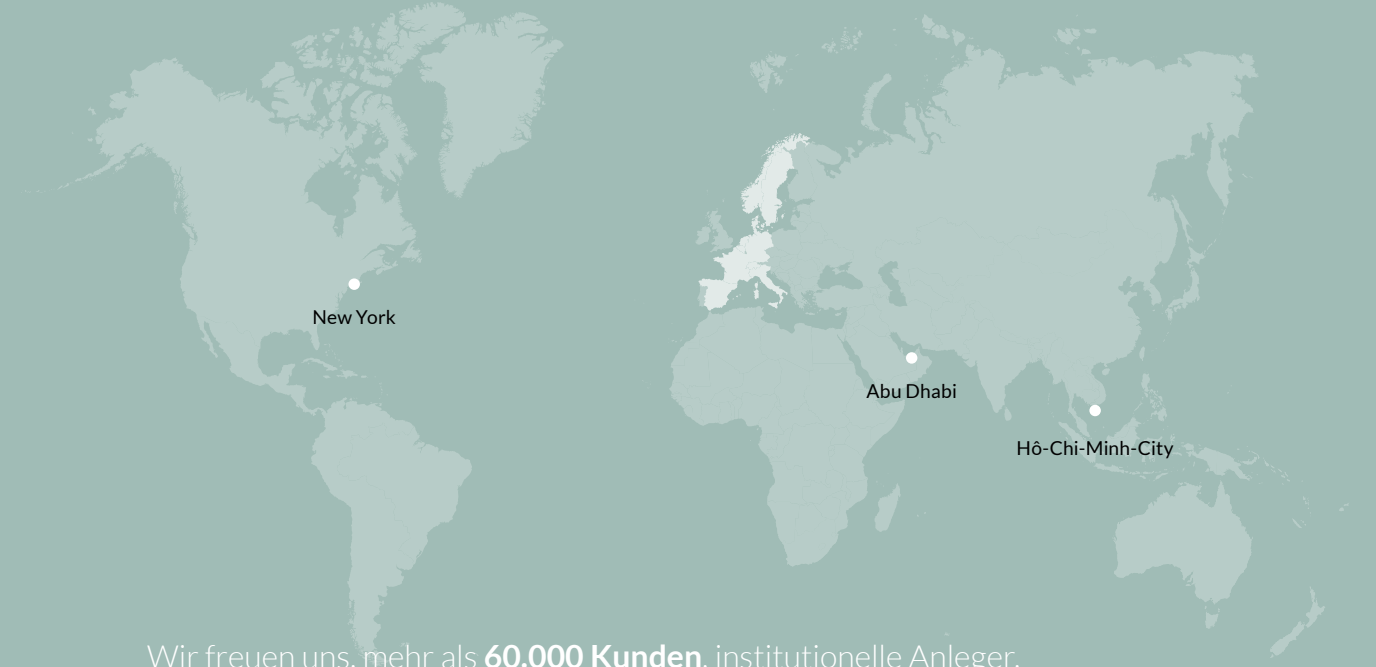 New York
Abu Dhabi
Hô-Chi-Minh-City
Wir freuen uns, mehr als 60.000 Kunden, institutionelle Anleger,